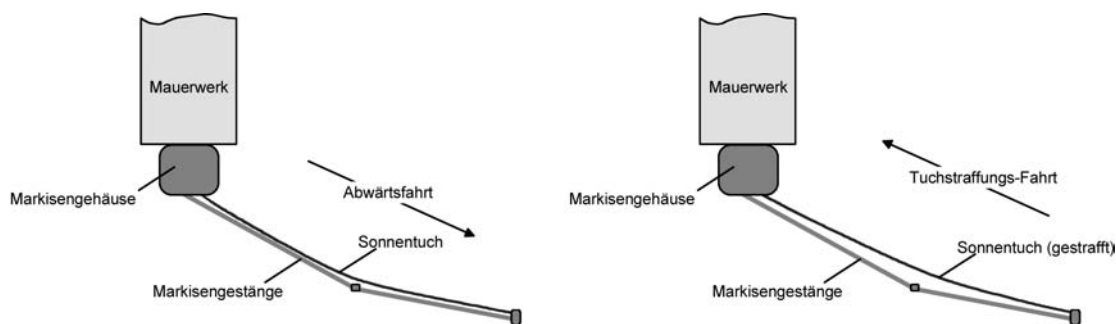 Mauerwerk
Markisengehäuse
Abwärtsfahrt
Sonnentuch
Markisengestänge
Mauerwerk
Markisengehäuse
Tuchstraffungs-Fahrt
Sonnentuch (gestrafft)
Markisengestänge